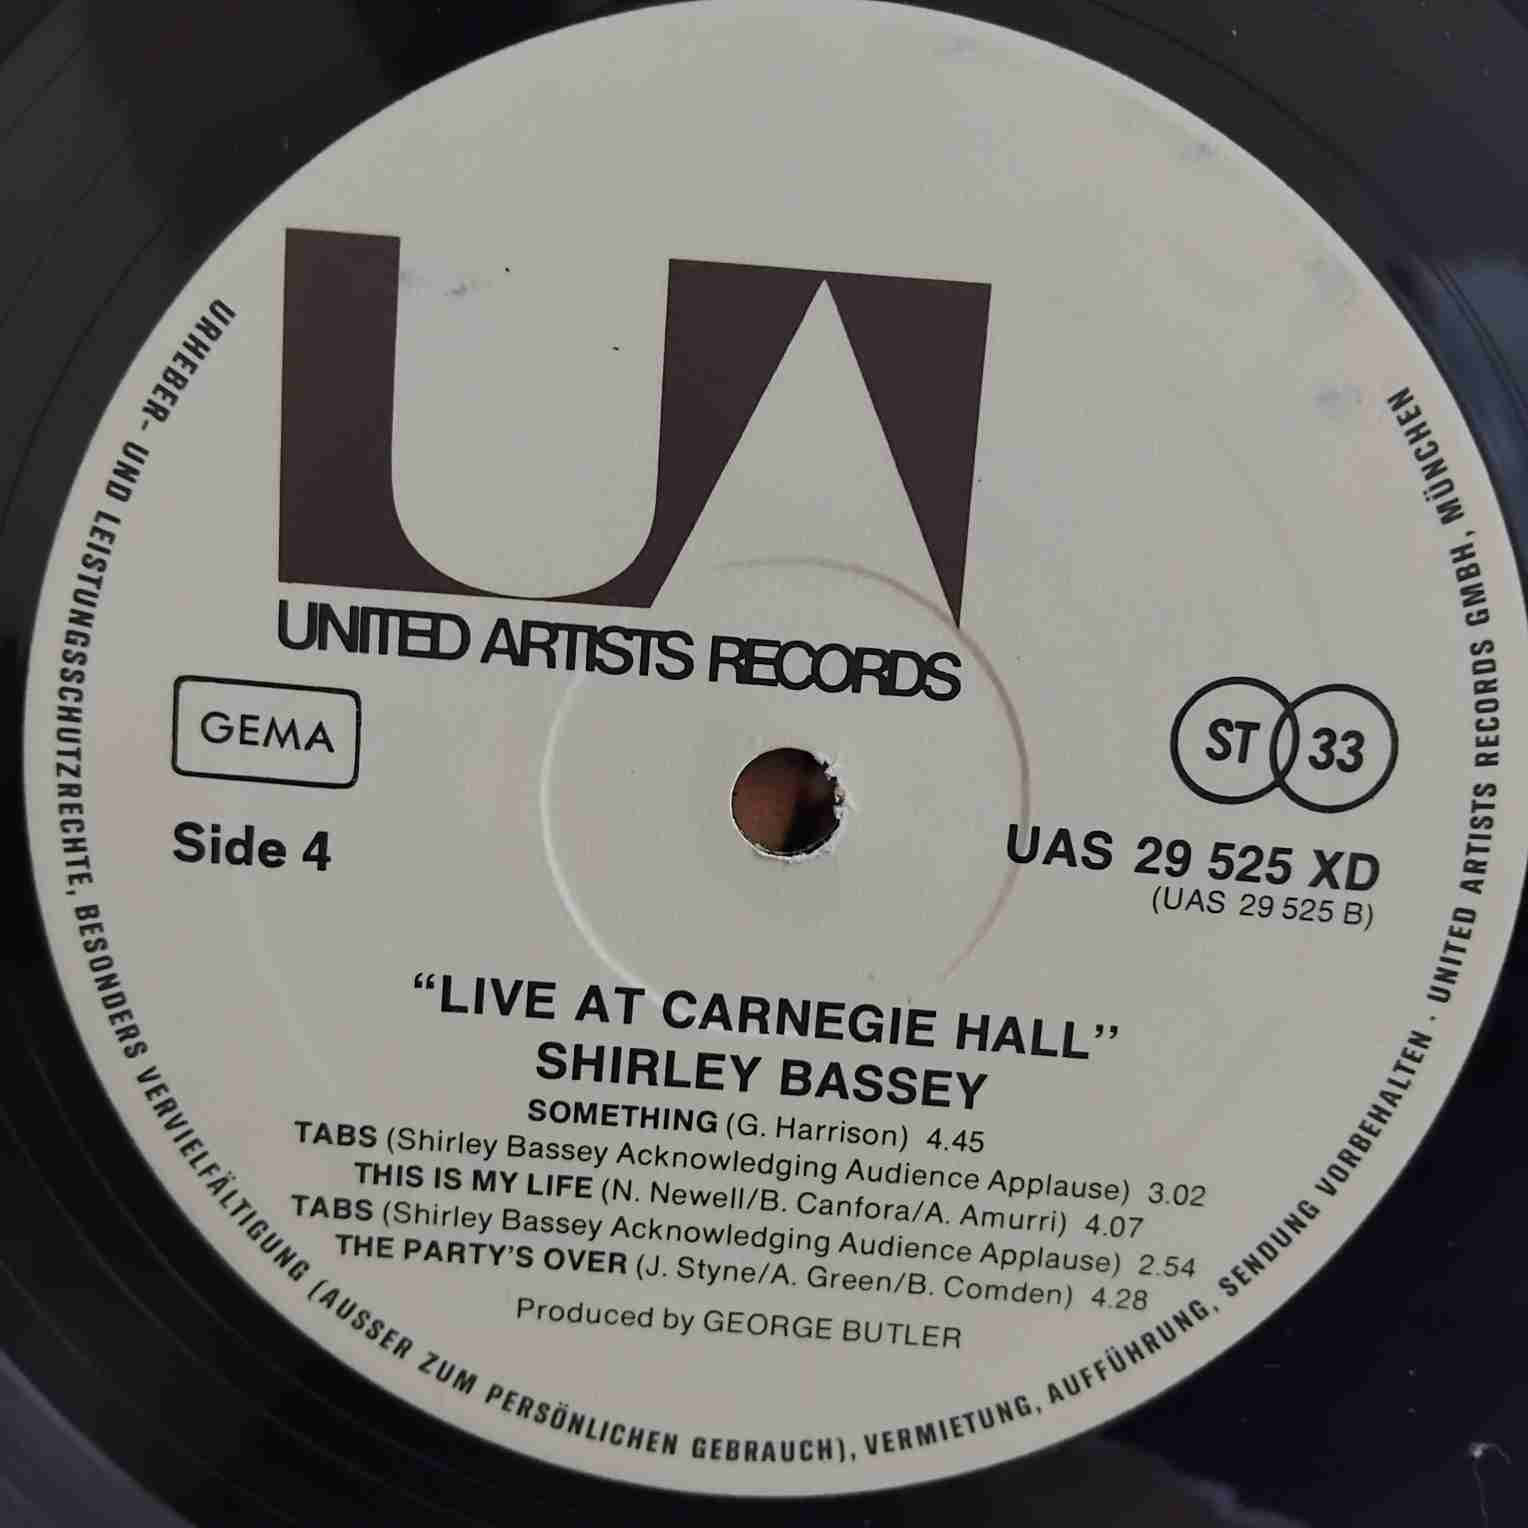 UA
UNITED ARTISTS RECORDS
GEMA
ST 33
Side 4
UAS 29 525 XD
(UAS 29 525 B)
“LIVE AT CARNEGIE HALL”
SHIRLEY BASSEY
SOMETHING (G. Harrison) 4.45
TABS (Shirley Bassey Acknowledging Audience Applause) 3.02
THIS IS MY LIFE (N. Newell/B. Canfora/A. Amurri) 4.07
TABS (Shirley Bassey Acknowledging Audience Applause) 2.54
THE PARTY’S OVER (J. Styne/A. Green/B. Comden) 4.28
Produced by GEORGE BUTLER
URHEBER- UND LEISTUNGSSCHUTZRECHTE, BESONDERS VERVIELFÄLTIGUNG (AUSSER ZUM PERSÖNLICHEN GEBRAUCH), VERMIETUNG, AUFFÜHRUNG, SENDUNG VORBEHALTEN · UNITED ARTISTS RECORDS GMBH, MÜNCHEN